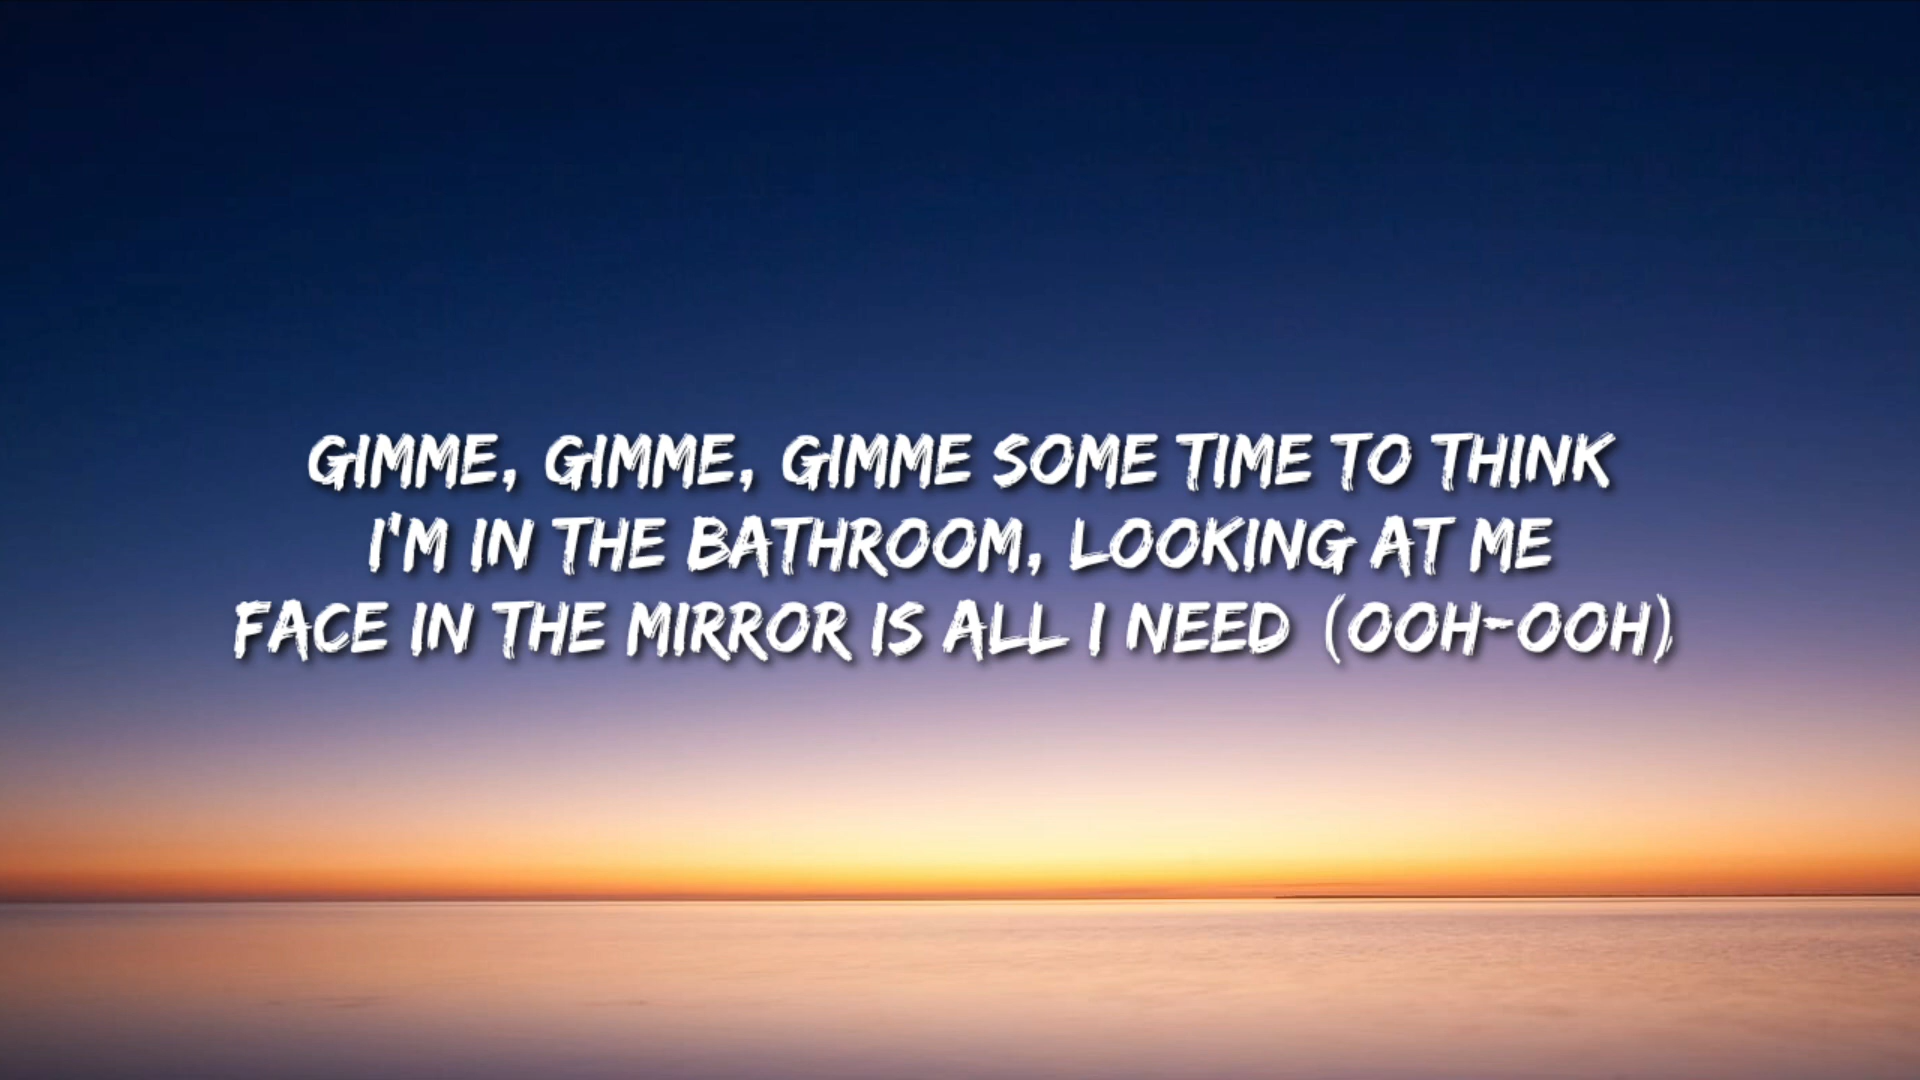 GIMME, GIMME, GIMME SOME TIME TO THINK
I'M IN THE BATHROOM, LOOKING AT ME
FACE IN THE MIRROR IS ALL I NEED (OOH-OOH)